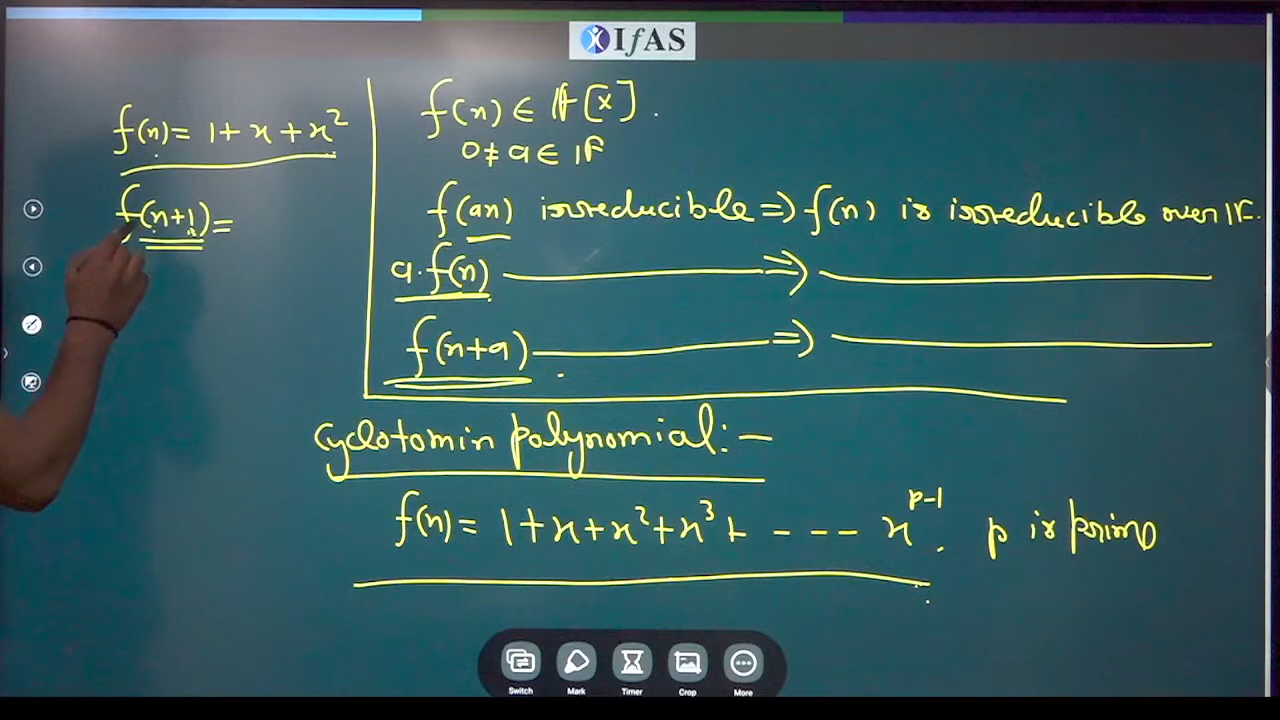 IfAS
f(x) = 1 + x + x²
f(x+1) =
f(x) ∈ F[x].
0 ≠ a ∈ F
f(ax) irreducible ⇒ f(x) is irreducible over F.
a.f(x) ——— ⇒ ———
f(x+a) ——— ⇒ ———
cyclotomin polynomial: —
f(x) = 1 + x + x² + x³ + - - - - x^{p-1}. p is prime
Switch Mark Timer Crop More